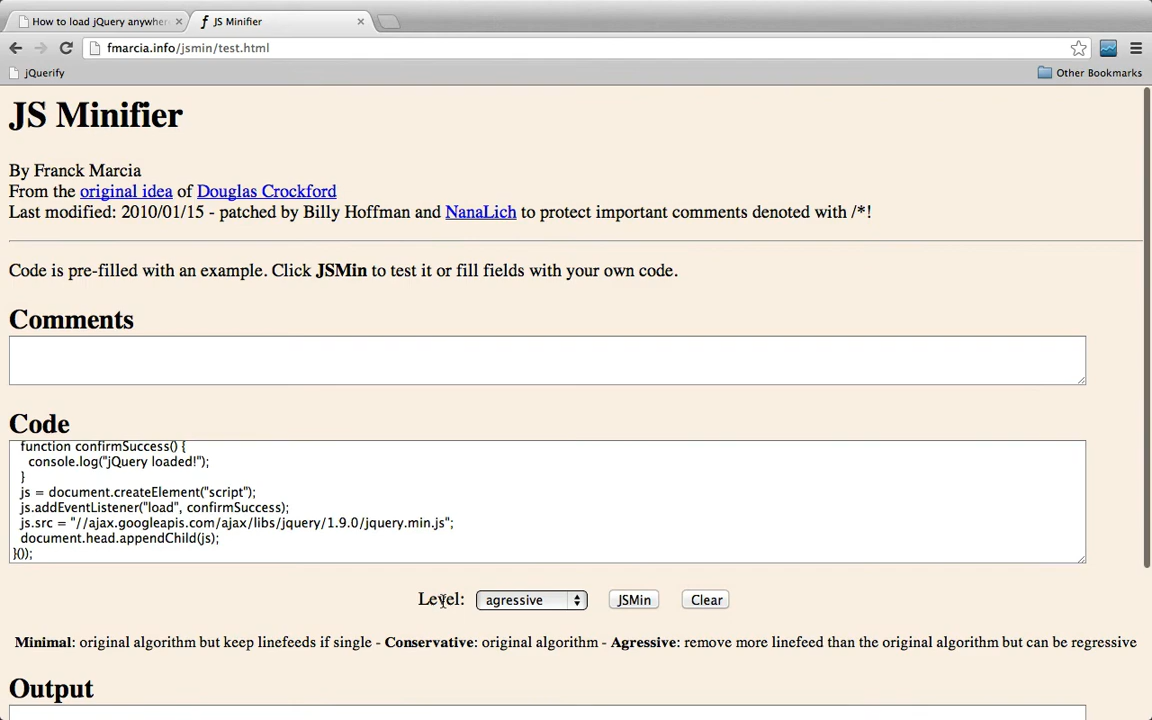 How to load jQuery anywher
JS Minifier
fmarcia.info/jsmin/test.html
jQuerify
Other Bookmarks
JS Minifier
By Franck Marcia
From the original idea of Douglas Crockford
Last modified: 2010/01/15 - patched by Billy Hoffman and NanaLich to protect important comments denoted with /*!
Code is pre-filled with an example. Click JSMin to test it or fill fields with your own code.
Comments
Code
function confirmSuccess() {
console.log("jQuery loaded!");
}
js = document.createElement("script");
js.addEventListener("load", confirmSuccess);
js.src = "//ajax.googleapis.com/ajax/libs/jquery/1.9.0/jquery.min.js";
document.head.appendChild(js);
}());
Level: agressive JSMin Clear
Minimal: original algorithm but keep linefeeds if single - Conservative: original algorithm - Agressive: remove more linefeed than the original algorithm but can be regressive
Output